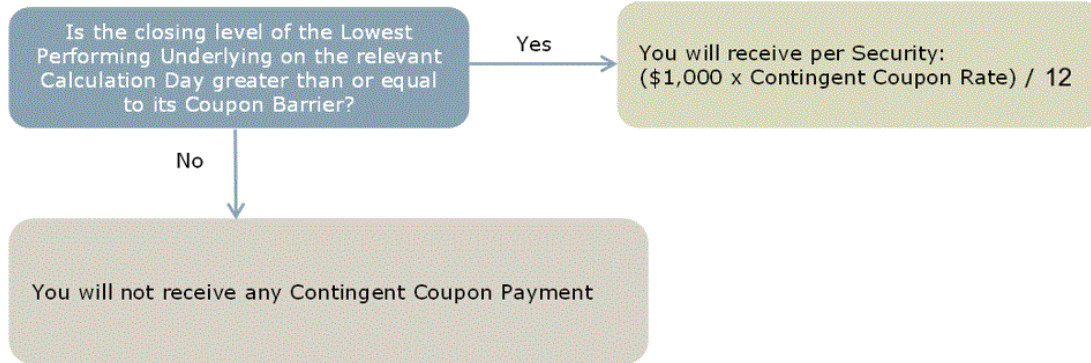 Is the closing level of the Lowest
Performing Underlying on the relevant
Calculation Day greater than or equal
to its Coupon Barrier?
Yes
You will receive per Security:
($1,000 x Contingent Coupon Rate) / 12
No
You will not receive any Contingent Coupon Payment